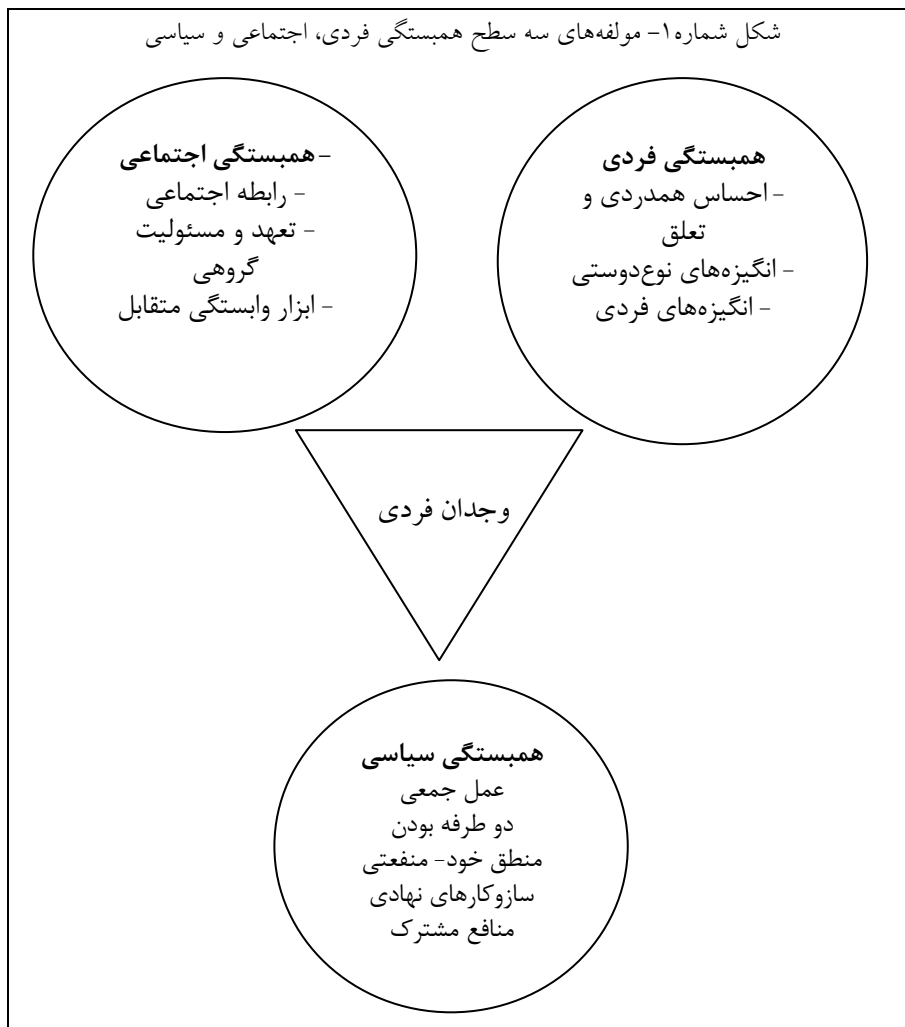 شکل شماره۱- مولفه‌های سه سطح همبستگی فردی، اجتماعی و سیاسی
همبستگی فردی
- احساس همدردی و
تعلق
- انگیزه‌های نوع‌دوستی
- انگیزه‌های فردی
- همبستگی اجتماعی
- رابطه اجتماعی
- تعهد و مسئولیت
گروهی
- ابزار وابستگی متقابل
وجدان فردی
همبستگی سیاسی
عمل جمعی
دو طرفه بودن
منطق خود- منفعتی
سازوکارهای نهادی
منافع مشترک